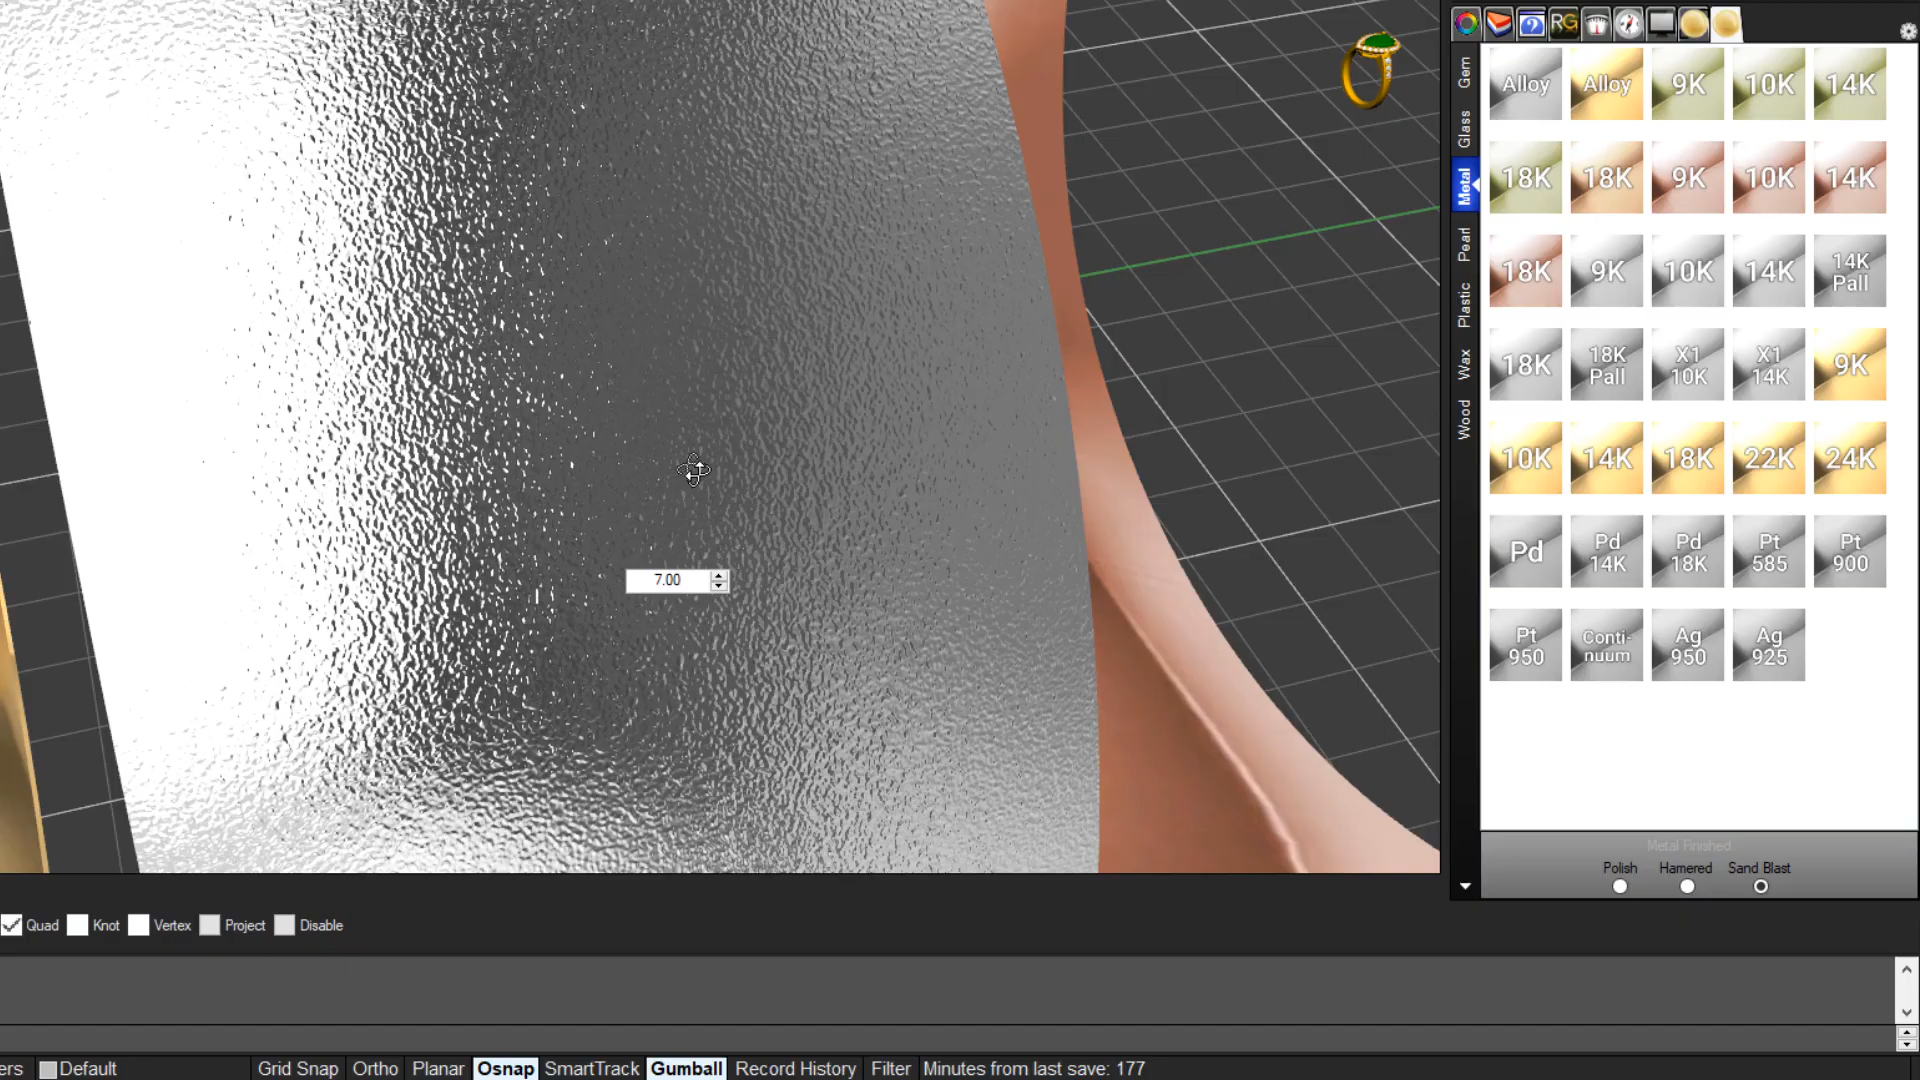 RG
Gem
Glass
Metal
Pearl
Plastic
Wax
Wood
Alloy Alloy 9K 10K 14K
18K 18K 9K 10K 14K
18K 9K 10K 14K 14K Pall
18K 18K Pall X1 10K X1 14K 9K
10K 14K 18K 22K 24K
Pd Pd 14K Pd 18K Pt 585 Pt 900
Pt 950 Conti-nuum Ag 950 Ag 925
7.00
Metal Finished
Polish Hamered Sand Blast
Quad Knot Vertex Project Disable
ers Default Grid Snap Ortho Planar Osnap SmartTrack Gumball Record History Filter Minutes from last save: 177